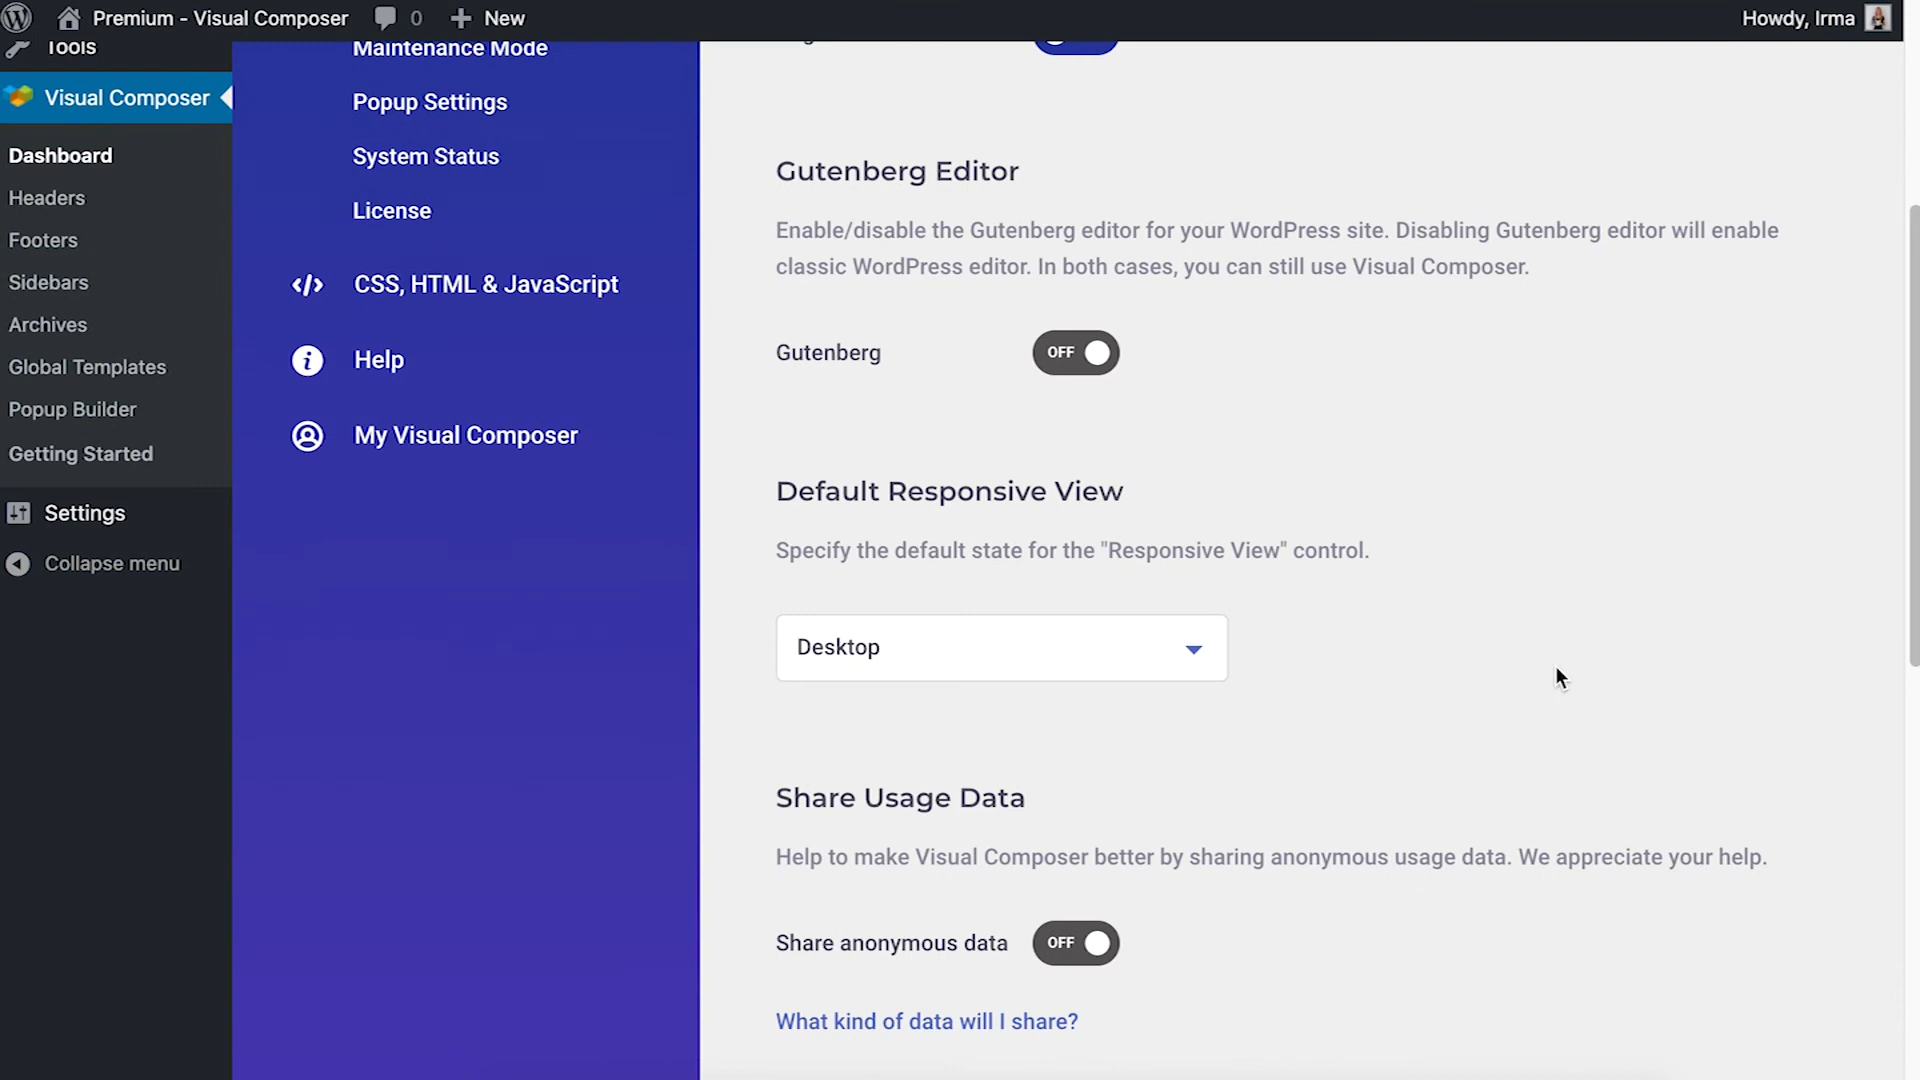 Premium - Visual Composer
0
New
Howdy, Irma
Tools
Visual Composer
Dashboard
Headers
Footers
Sidebars
Archives
Global Templates
Popup Builder
Getting Started
Settings
Collapse menu
Maintenance Mode
Popup Settings
System Status
License
CSS, HTML & JavaScript
Help
My Visual Composer
Gutenberg Editor
Enable/disable the Gutenberg editor for your WordPress site. Disabling Gutenberg editor will enable
classic WordPress editor. In both cases, you can still use Visual Composer.
Gutenberg
OFF
Default Responsive View
Specify the default state for the "Responsive View" control.
Desktop
Share Usage Data
Help to make Visual Composer better by sharing anonymous usage data. We appreciate your help.
Share anonymous data
OFF
What kind of data will I share?